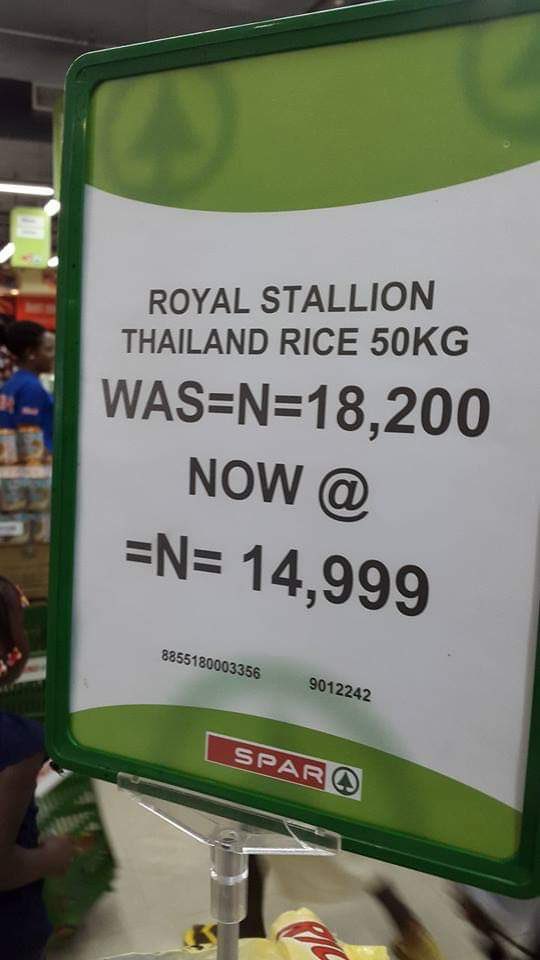 ROYAL STALLION
THAILAND RICE 50KG
WAS=N=18,200
NOW @
=N= 14,999
8855180003356 9012242
SPAR